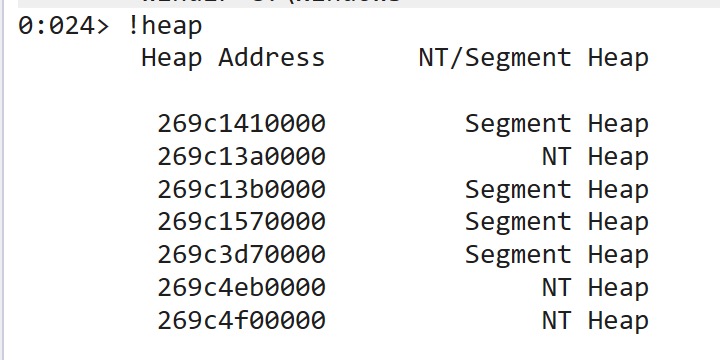 0:024> !heap
Heap Address NT/Segment Heap
269c1410000 Segment Heap
269c13a0000 NT Heap
269c13b0000 Segment Heap
269c1570000 Segment Heap
269c3d70000 Segment Heap
269c4eb0000 NT Heap
269c4f00000 NT Heap